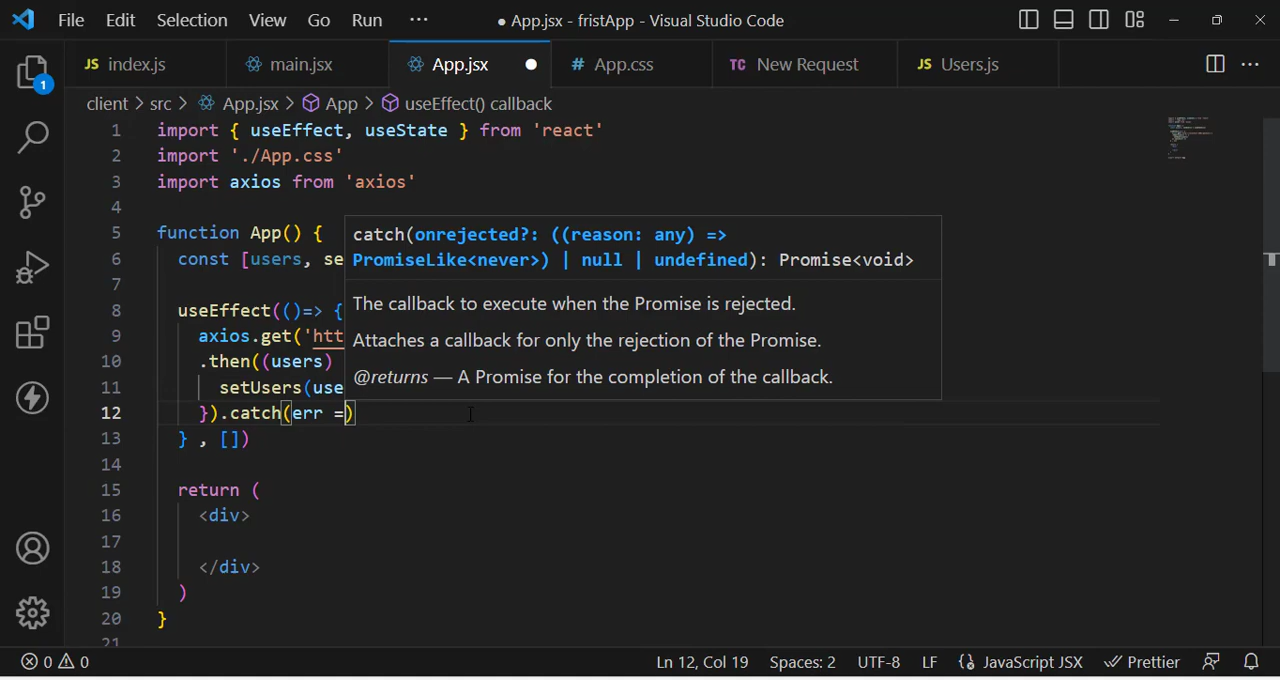 File Edit Selection View Go Run ··· ● App.jsx - fristApp - Visual Studio Code
JS index.js main.jsx App.jsx ● # App.css TC New Request JS Users.js ···
1
client > src > App.jsx > App > useEffect() callback
1 import { useEffect, useState } from 'react'
2 import './App.css'
3 import axios from 'axios'
4
5 function App() {
6 const [users, se
7
8 useEffect(()=> {
9 axios.get('htt
10 .then((users)
11 setUsers(use
12 }).catch(err =)
13 } , [])
14
15 return (
16 <div>
17
18 </div>
19 )
20 }
21
catch(onrejected?: ((reason: any) =>
PromiseLike<never>) | null | undefined): Promise<void>
The callback to execute when the Promise is rejected.
Attaches a callback for only the rejection of the Promise.
@returns — A Promise for the completion of the callback.
0 0 Ln 12, Col 19 Spaces: 2 UTF-8 LF {} JavaScript JSX Prettier